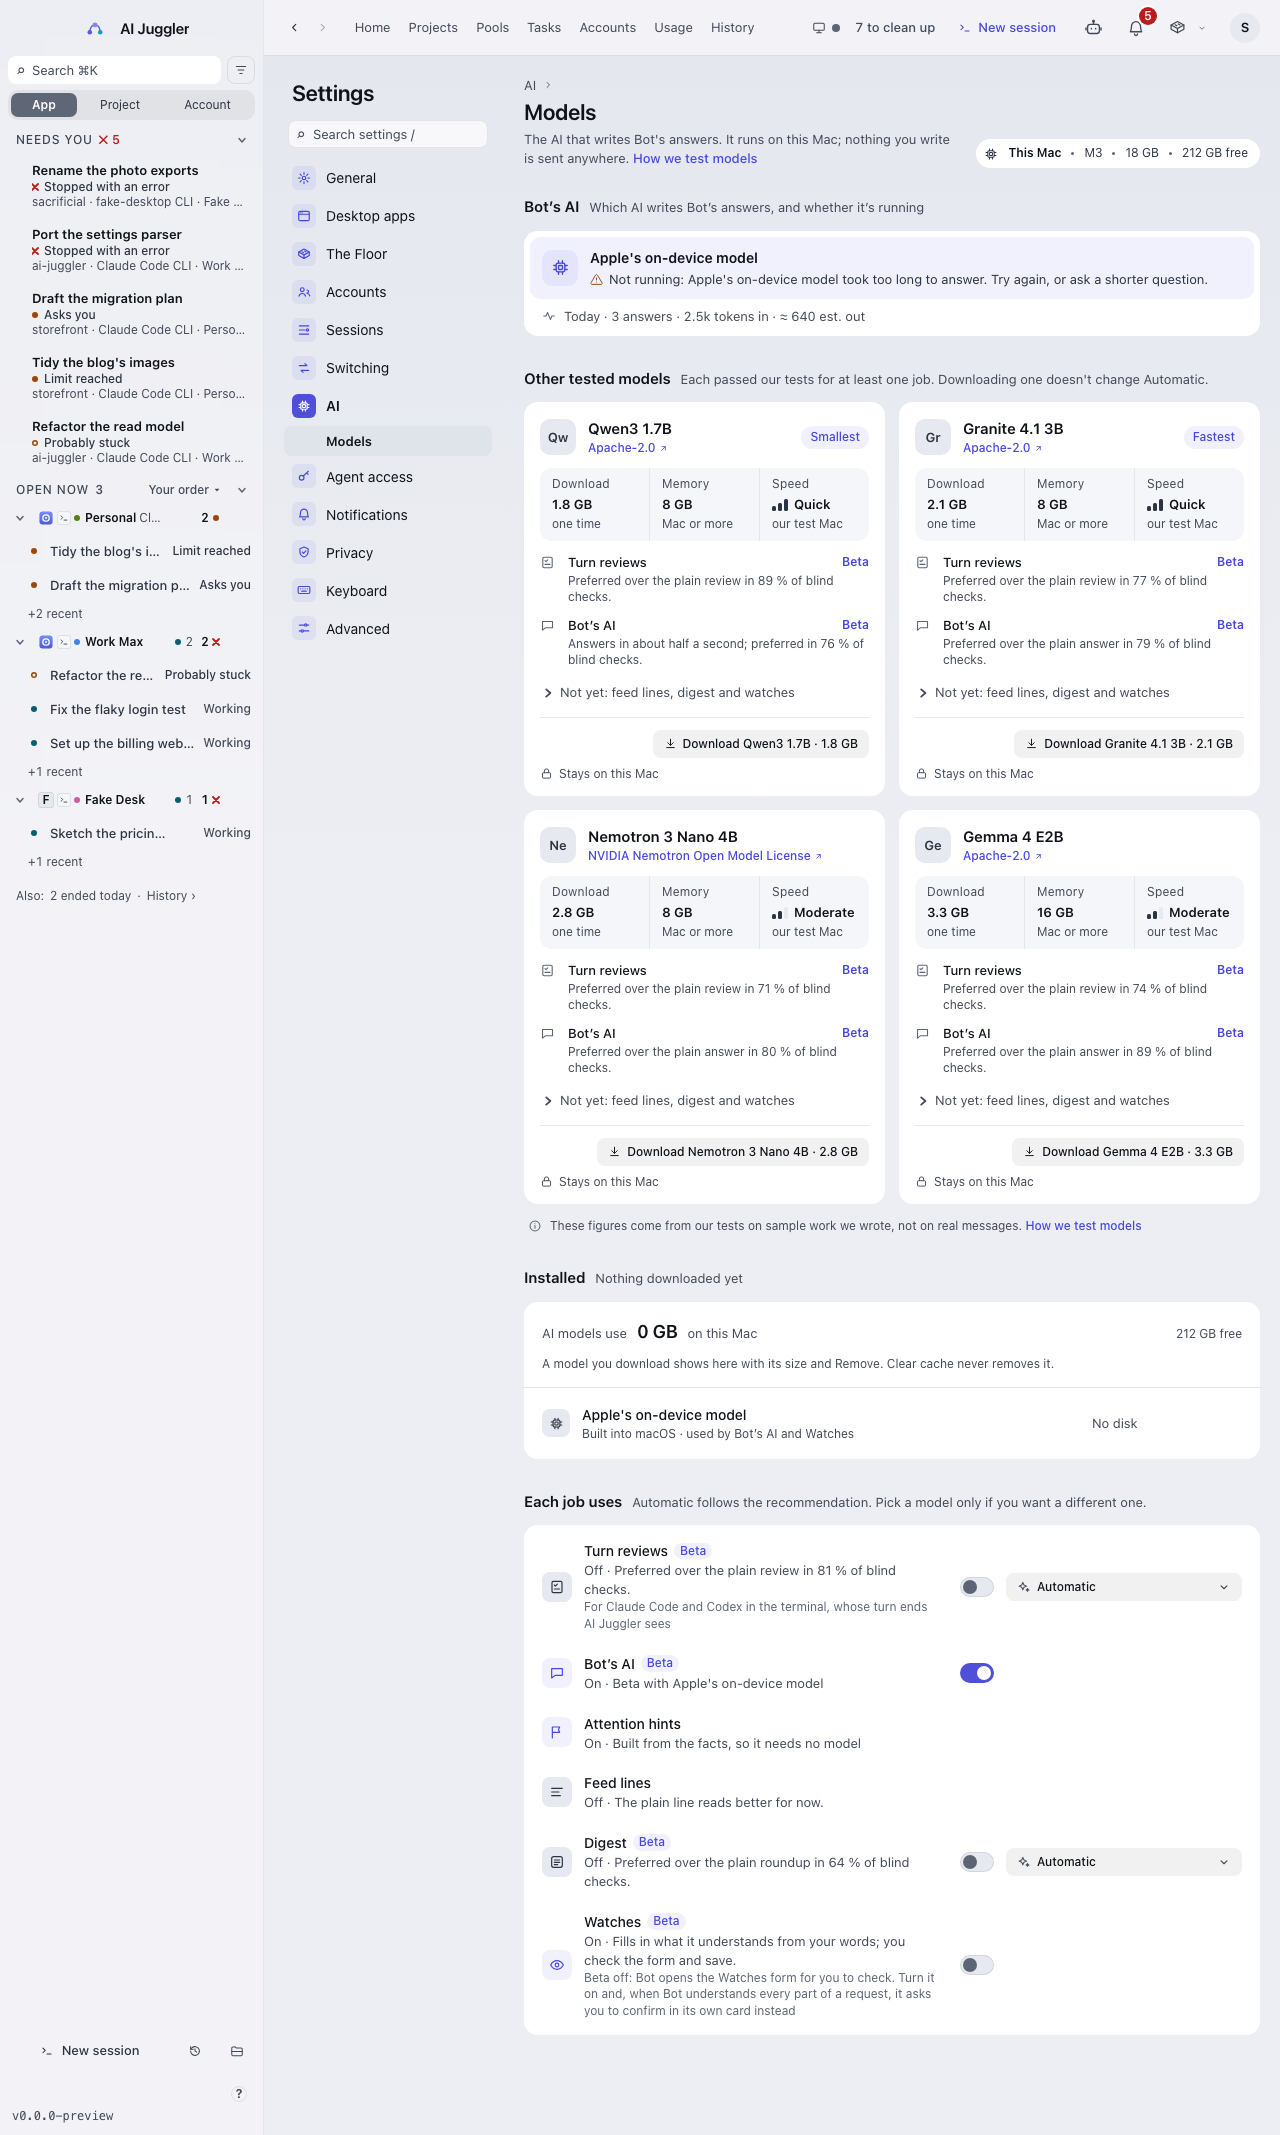 AI Juggler
Search ⌘K
App
Project
Account
NEEDS YOU 5
Rename the photo exports
Stopped with an error
sacrificial · fake-desktop CLI · Fake ...
Port the settings parser
Stopped with an error
ai-juggler · Claude Code CLI · Work ...
Draft the migration plan
Asks you
storefront · Claude Code CLI · Perso...
Tidy the blog's images
Limit reached
storefront · Claude Code CLI · Perso...
Refactor the read model
Probably stuck
ai-juggler · Claude Code CLI · Work ...
OPEN NOW 3
Your order
Personal Cl...
2
Tidy the blog's i...
Limit reached
Draft the migration p...
Asks you
+2 recent
Work Max
2 2
Refactor the re...
Probably stuck
Fix the flaky login test
Working
Set up the billing web...
Working
+1 recent
F
Fake Desk
1 1
Sketch the pricin...
Working
+1 recent
Also: 2 ended today · History ›
New session
?
v0.0.0-preview
Home
Projects
Pools
Tasks
Accounts
Usage
History
7 to clean up
New session
5
S
Settings
Search settings /
General
Desktop apps
The Floor
Accounts
Sessions
Switching
AI
Models
Agent access
Notifications
Privacy
Keyboard
Advanced
AI ›
Models
The AI that writes Bot's answers. It runs on this Mac; nothing you write
is sent anywhere. How we test models
This Mac • M3 • 18 GB • 212 GB free
Bot's AI Which AI writes Bot's answers, and whether it's running
Apple's on-device model
Not running: Apple's on-device model took too long to answer. Try again, or ask a shorter question.
Today · 3 answers · 2.5k tokens in · ≈ 640 est. out
Other tested models Each passed our tests for at least one job. Downloading one doesn't change Automatic.
Qw
Qwen3 1.7B
Apache-2.0 ↗
Smallest
Download
1.8 GB
one time
Memory
8 GB
Mac or more
Speed
Quick
our test Mac
Turn reviews
Beta
Preferred over the plain review in 89 % of blind
checks.
Bot's AI
Beta
Answers in about half a second; preferred in 76 % of
blind checks.
Not yet: feed lines, digest and watches
Download Qwen3 1.7B · 1.8 GB
Stays on this Mac
Gr
Granite 4.1 3B
Apache-2.0 ↗
Fastest
Download
2.1 GB
one time
Memory
8 GB
Mac or more
Speed
Quick
our test Mac
Turn reviews
Beta
Preferred over the plain review in 77 % of blind
checks.
Bot's AI
Beta
Preferred over the plain answer in 79 % of blind
checks.
Not yet: feed lines, digest and watches
Download Granite 4.1 3B · 2.1 GB
Stays on this Mac
Ne
Nemotron 3 Nano 4B
NVIDIA Nemotron Open Model License ↗
Download
2.8 GB
one time
Memory
8 GB
Mac or more
Speed
Moderate
our test Mac
Turn reviews
Beta
Preferred over the plain review in 71 % of blind
checks.
Bot's AI
Beta
Preferred over the plain answer in 80 % of blind
checks.
Not yet: feed lines, digest and watches
Download Nemotron 3 Nano 4B · 2.8 GB
Stays on this Mac
Ge
Gemma 4 E2B
Apache-2.0 ↗
Download
3.3 GB
one time
Memory
16 GB
Mac or more
Speed
Moderate
our test Mac
Turn reviews
Beta
Preferred over the plain review in 74 % of blind
checks.
Bot's AI
Beta
Preferred over the plain answer in 89 % of blind
checks.
Not yet: feed lines, digest and watches
Download Gemma 4 E2B · 3.3 GB
Stays on this Mac
These figures come from our tests on sample work we wrote, not on real messages. How we test models
Installed Nothing downloaded yet
AI models use 0 GB on this Mac
212 GB free
A model you download shows here with its size and Remove. Clear cache never removes it.
Apple's on-device model
Built into macOS · used by Bot's AI and Watches
No disk
Each job uses Automatic follows the recommendation. Pick a model only if you want a different one.
Turn reviews Beta
Off · Preferred over the plain review in 81 % of blind
checks.
For Claude Code and Codex in the terminal, whose turn ends
AI Juggler sees
Automatic
Bot's AI Beta
On · Beta with Apple's on-device model
Attention hints
On · Built from the facts, so it needs no model
Feed lines
Off · The plain line reads better for now.
Digest Beta
Off · Preferred over the plain roundup in 64 % of blind
checks.
Automatic
Watches Beta
On · Fills in what it understands from your words; you
check the form and save.
Beta off: Bot opens the Watches form for you to check. Turn it
on and, when Bot understands every part of a request, it asks
you to confirm in its own card instead